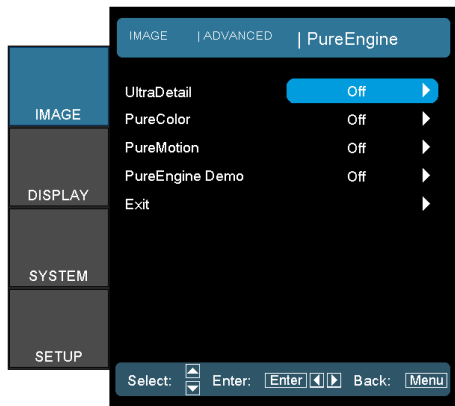 IMAGE | ADVANCED | PureEngine
IMAGE
DISPLAY
SYSTEM
SETUP
UltraDetail Off
PureColor Off
PureMotion Off
PureEngine Demo Off
Exit
Select: Enter: Enter Back: Menu